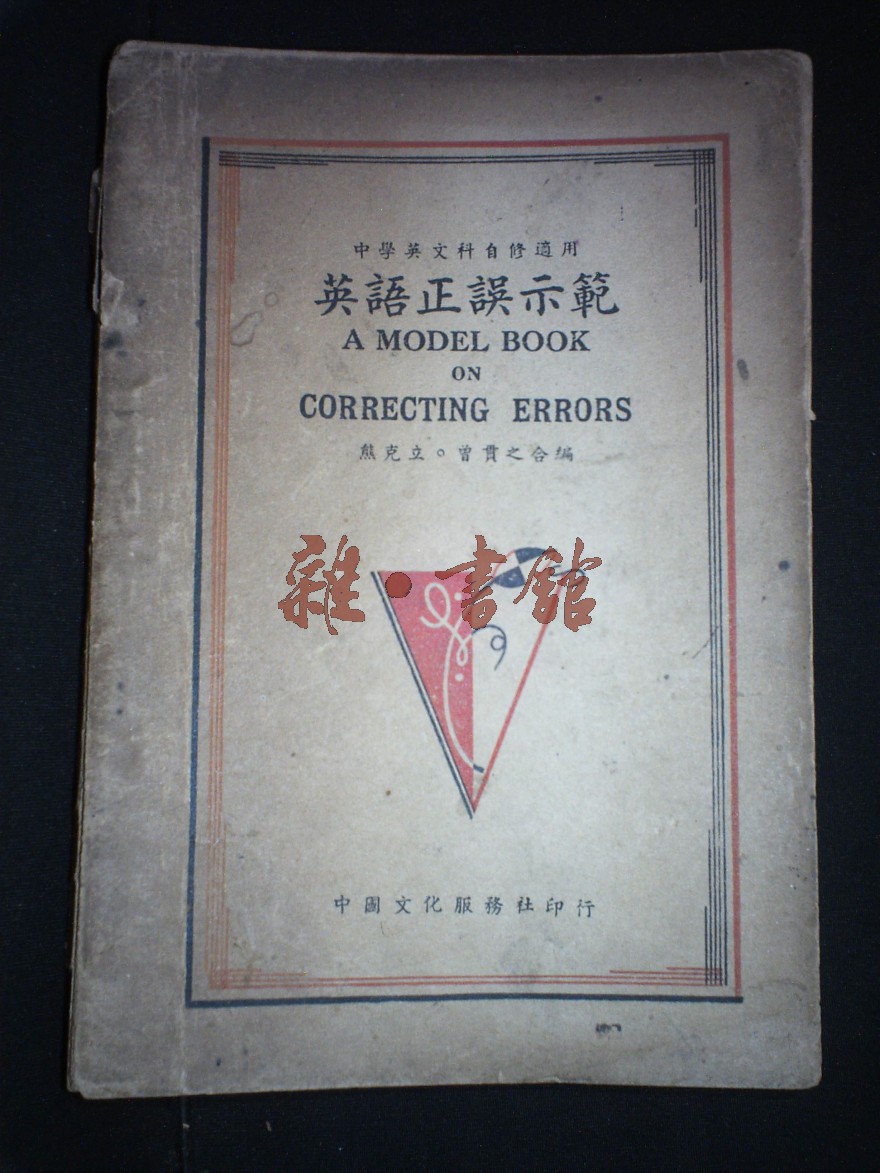 中學英文科自修適用
英語正誤示範
A MODEL BOOK
ON
CORRECTING ERRORS
熊克立。曾貫之合編
雜·書館
中國文化服務社印行